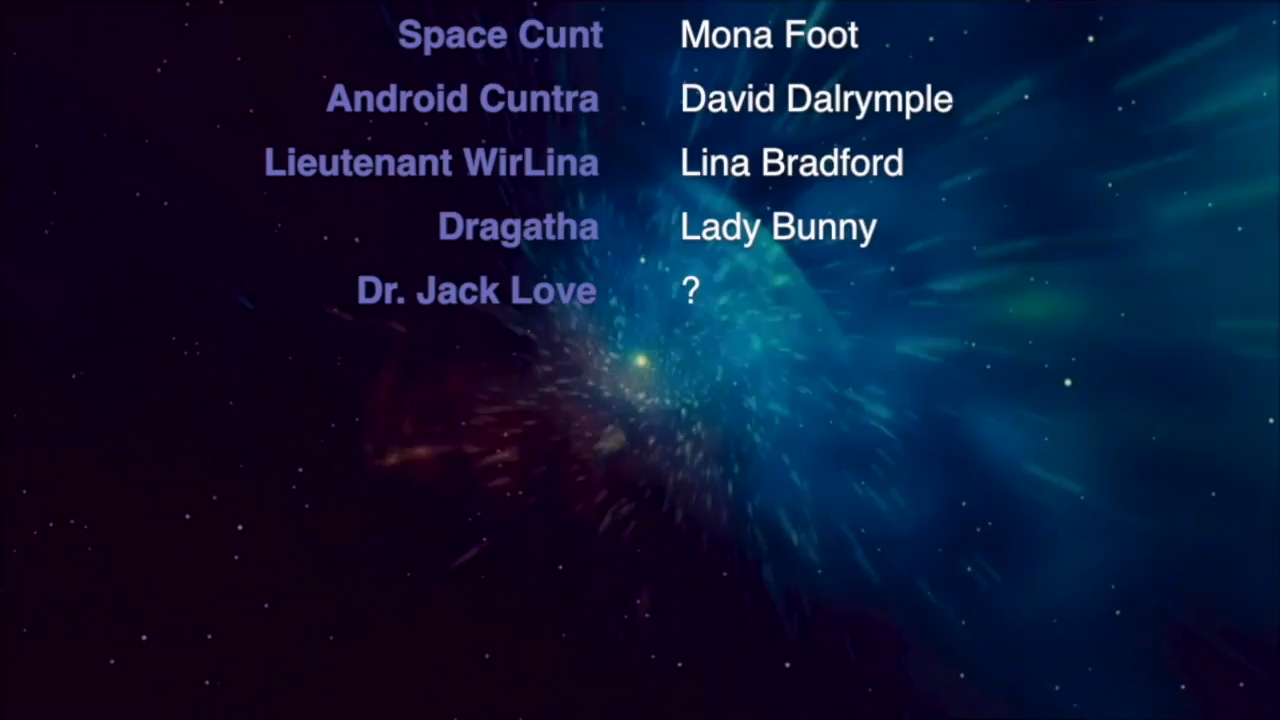 Space Cunt Mona Foot
Android Cuntra David Dalrymple
Lieutenant WirLina Lina Bradford
Dragatha Lady Bunny
Dr. Jack Love ?